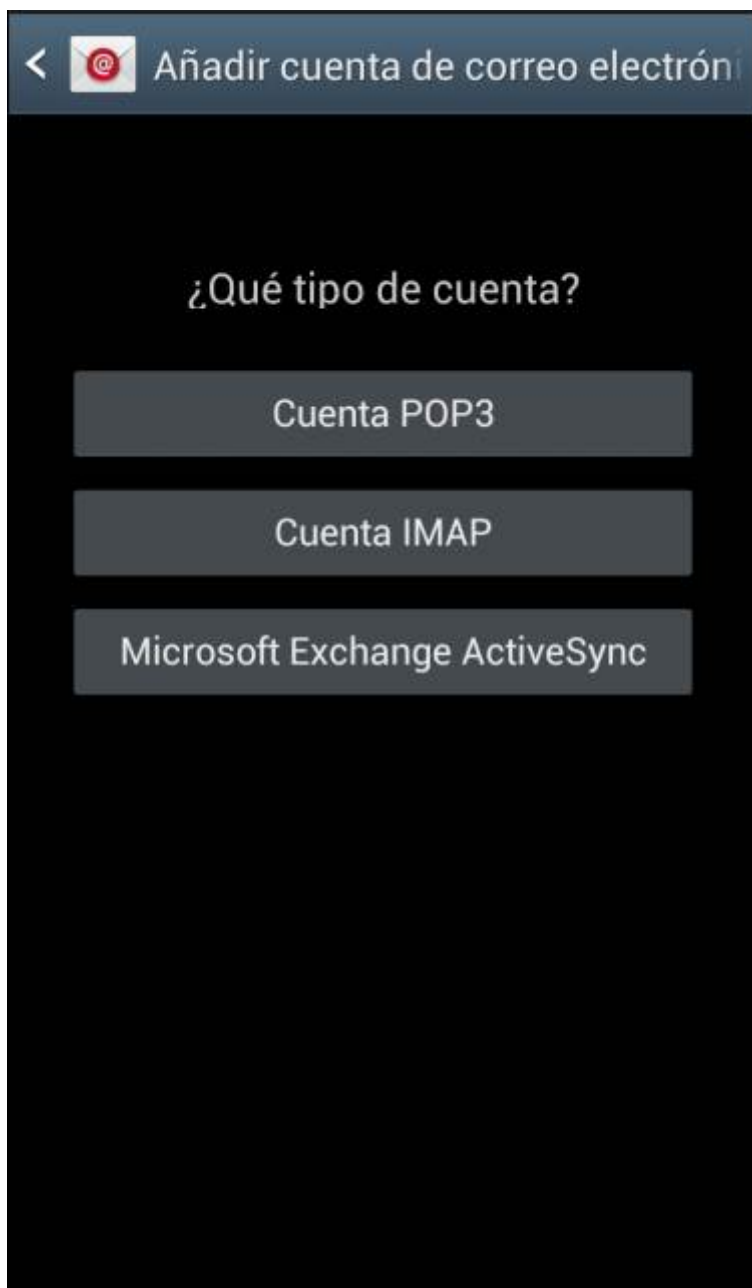 Añadir cuenta de correo electróni
¿Qué tipo de cuenta?
Cuenta POP3
Cuenta IMAP
Microsoft Exchange ActiveSync